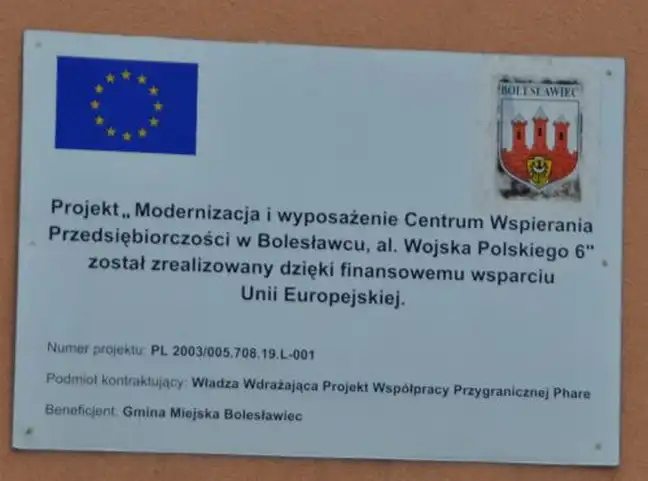 BOLESŁAWIEC
Projekt „ Modernizacja i wyposażenie Centrum Wspierania
Przedsiębiorczości w Bolesławcu, al. Wojska Polskiego 6"
został zrealizowany dzięki finansowemu wsparciu
Unii Europejskiej.
Numer projektu: PL 2003/005.708.19.L-001
Podmioł kontraktujący: Władza Wdrażająca Projekt Współpracy Przygranicznej Phare
Beneficjent: Gmina Miejska Bolesławiec